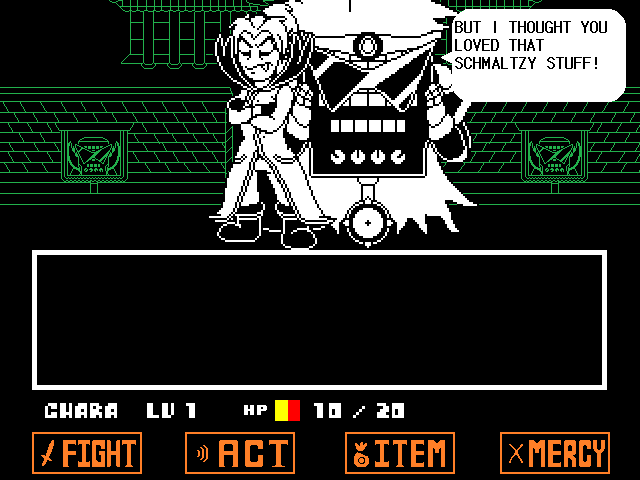 BUT I THOUGHT YOU
LOVED THAT
SCHMALTZY STUFF!
CHARA LV 1 HP 10 / 20
FIGHT ACT ITEM MERCY